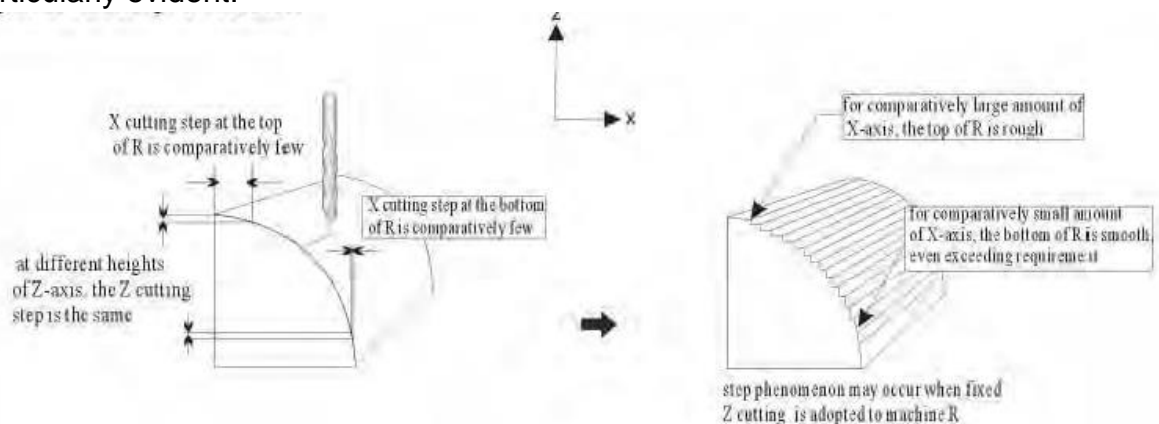 rticularly evident.
Z
X
X cutting step at the top
of R is comparatively few
X cutting step at the bottom
of R is comparatively few
at different heights
of Z-axis, the Z cutting
step is the same
for comparatively large amount of
X-axis, the top of R is rough
for comparatively small amount
of X-axis, the bottom of R is smooth,
even exceeding requirement
step phenomenon may occur when fixed
Z cutting is adopted to machine R